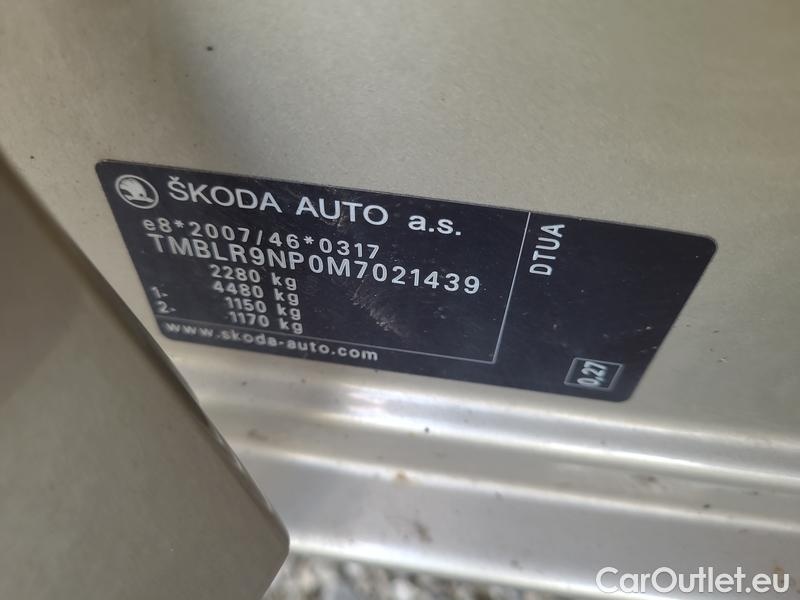 ŠKODA AUTO a.s.
e8*2007/46*0317
TMBLR9NP0M7021439
2280 kg
4480 kg
1- 1150 kg
2- 1170 kg
www.skoda-auto.com
DTUA
0,27
CarOutlet.eu